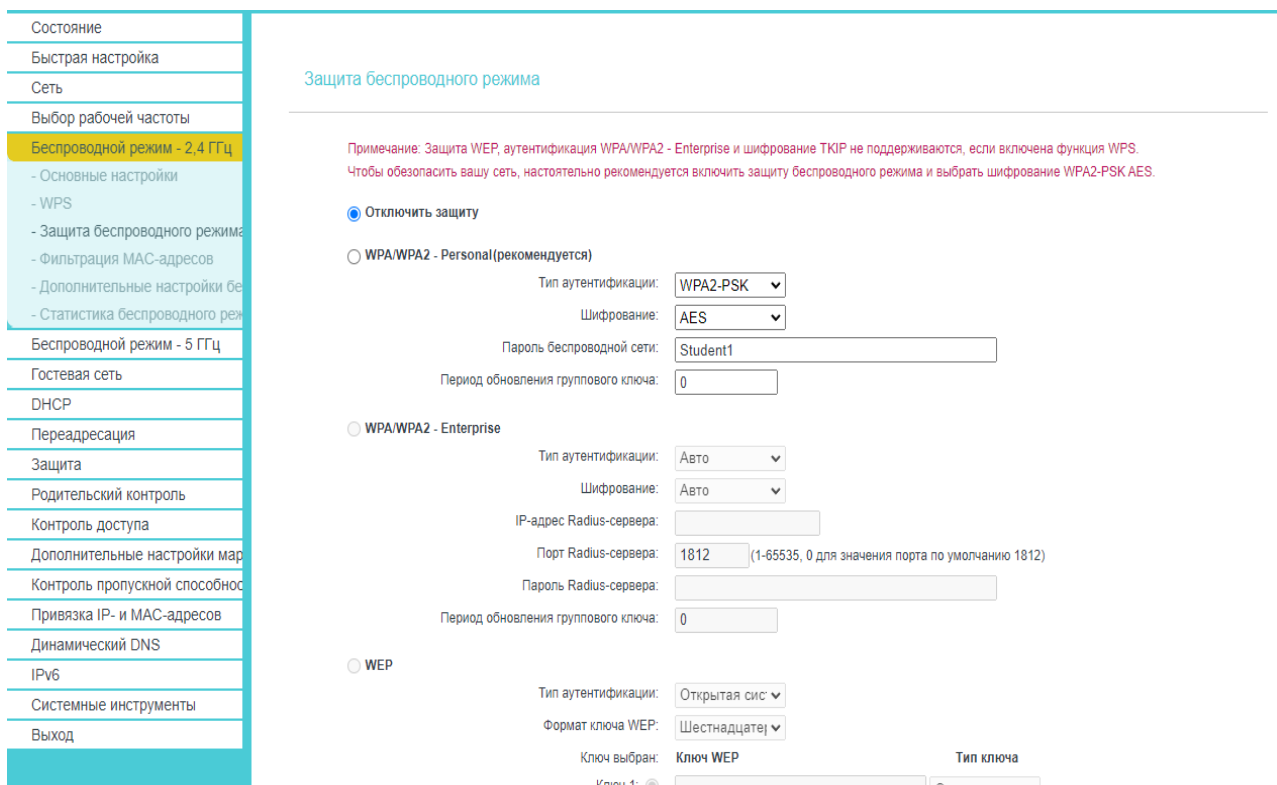 Состояние
Быстрая настройка
Сеть
Выбор рабочей частоты
Беспроводной режим - 2,4 ГГц
- Основные настройки
- WPS
- Защита беспроводного режима
- Фильтрация MAC-адресов
- Дополнительные настройки бе
- Статистика беспроводного реж
Беспроводной режим - 5 ГГц
Гостевая сеть
DHCP
Переадресация
Защита
Родительский контроль
Контроль доступа
Дополнительные настройки мар
Контроль пропускной способнос
Привязка IP- и MAC-адресов
Динамический DNS
IPv6
Системные инструменты
Выход
Защита беспроводного режима
Примечание: Защита WEP, аутентификация WPA/WPA2 - Enterprise и шифрование TKIP не поддерживаются, если включена функция WPS.
Чтобы обезопасить вашу сеть, настоятельно рекомендуется включить защиту беспроводного режима и выбрать шифрование WPA2-PSK AES.
Отключить защиту
WPA/WPA2 - Personal(рекомендуется)
Тип аутентификации: WPA2-PSK
Шифрование: AES
Пароль беспроводной сети: Student1
Период обновления группового ключа: 0
WPA/WPA2 - Enterprise
Тип аутентификации: Авто
Шифрование: Авто
IP-адрес Radius-сервера:
Порт Radius-сервера: 1812 (1-65535, 0 для значения порта по умолчанию 1812)
Пароль Radius-сервера:
Период обновления группового ключа: 0
WEP
Тип аутентификации: Открытая сис
Формат ключа WEP: Шестнадцатер
Ключ выбран: Ключ WEP Тип ключа
Ключ 1: